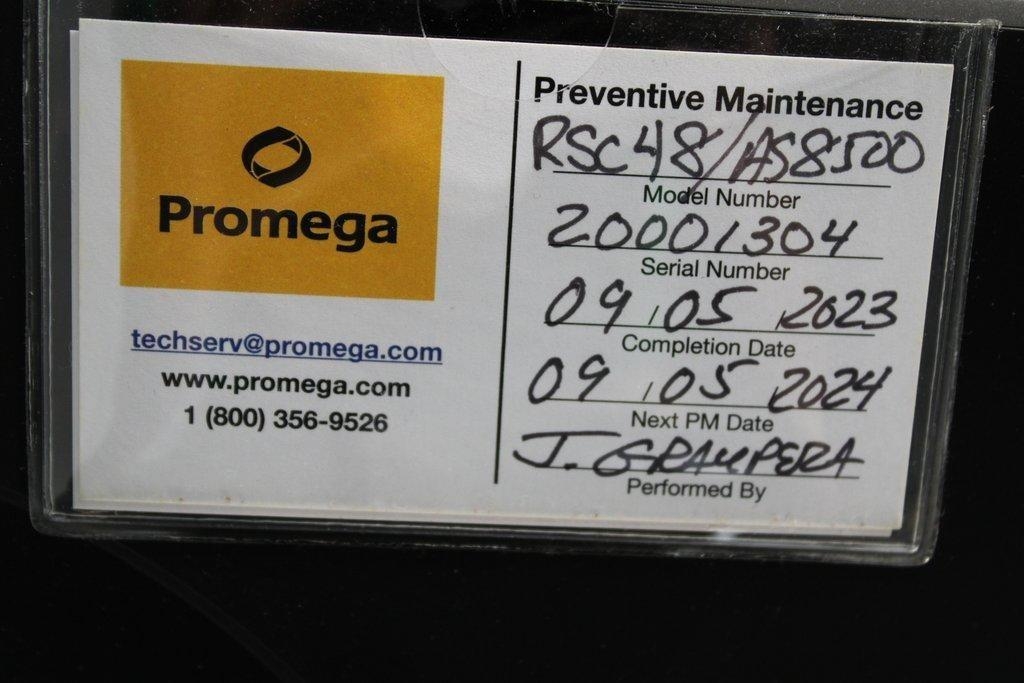 Promega
techserv@promega.com
www.promega.com
1 (800) 356-9526
Preventive Maintenance
RSC48/AS8500
Model Number
20001304
Serial Number
09,05,2023
Completion Date
09,05 2024
Next PM Date
J.
Performed By